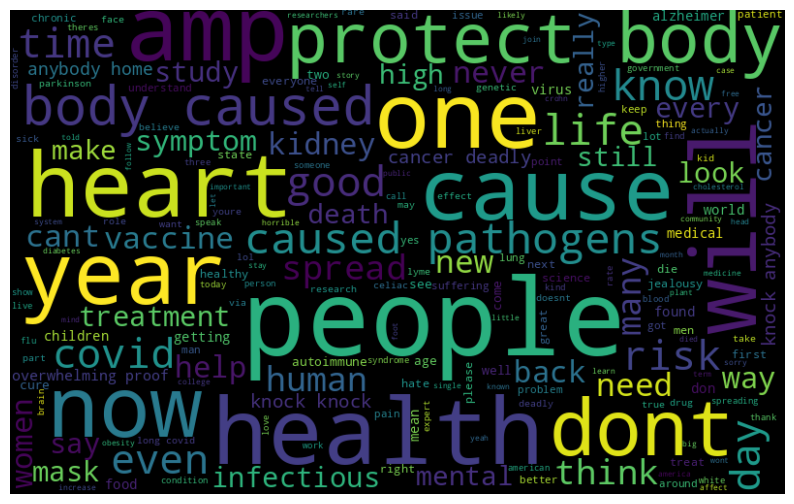 researchers rare issue likely alzheimer patient
chronic face said join type
theres
amp protect body
time
anybody home study two story high never virus really know government case
disorder parkinson understand everyone tell self genetic long higher free
body caused one life every keep cancer
sick believe crohn lot thing
told liver find actually
make symptom kidney cancer deadly still look kid
follow three state someone point public cholesterol
heart good cause will
let important youre call effect community head
system role want death may world
cant vaccine horrible caused pathogens medical
diabetes speak lol yes
year spread new many knock anybody
healthy stay lung lyme next science die month
show today person research celiac see suffering doesnt jealousy blood medicine
live via come kind rate plant
treatment people found men
mind foot little great got died take
flu children getting
covid man autoimmune syndrome age well back risk first
part help human hate please problem don true drug spreading
overwhelming proof
cure college single known deadly learn term sorry need way
brain women now knock knock pain mean expert
love health dont day
obesity long covid work yeah big thank
say even right american treat wont
mask food infectious mental better think around white america
increase condition affect